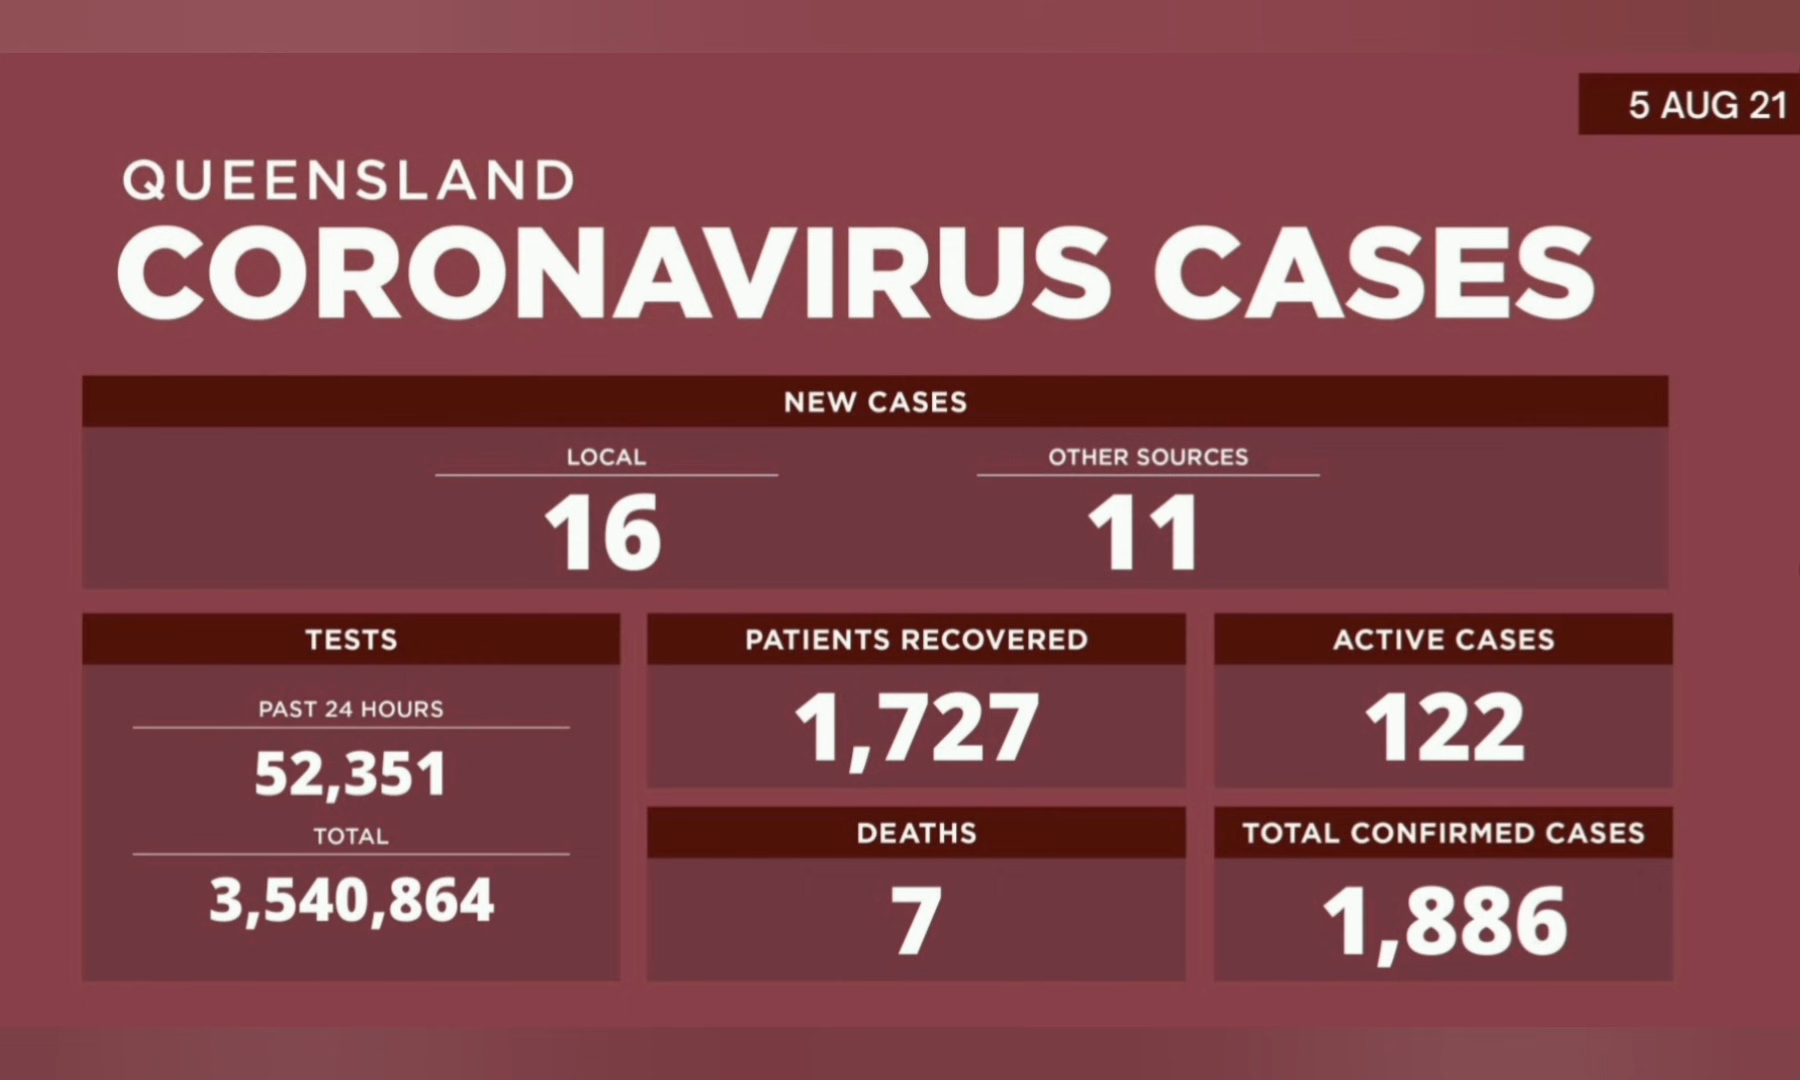 5 AUG 21
QUEENSLAND
CORONAVIRUS CASES
NEW CASES
LOCAL
16
OTHER SOURCES
11
TESTS
PAST 24 HOURS
52,351
TOTAL
3,540,864
PATIENTS RECOVERED
1,727
ACTIVE CASES
122
DEATHS
7
TOTAL CONFIRMED CASES
1,886